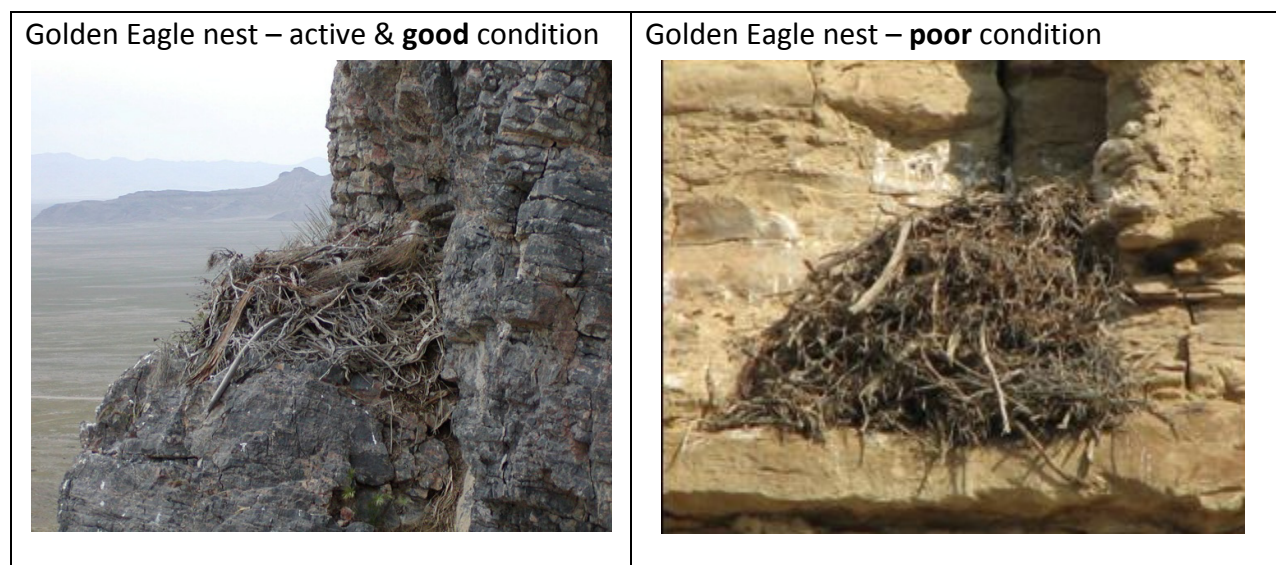 Golden Eagle nest – active & good condition
Golden Eagle nest – poor condition